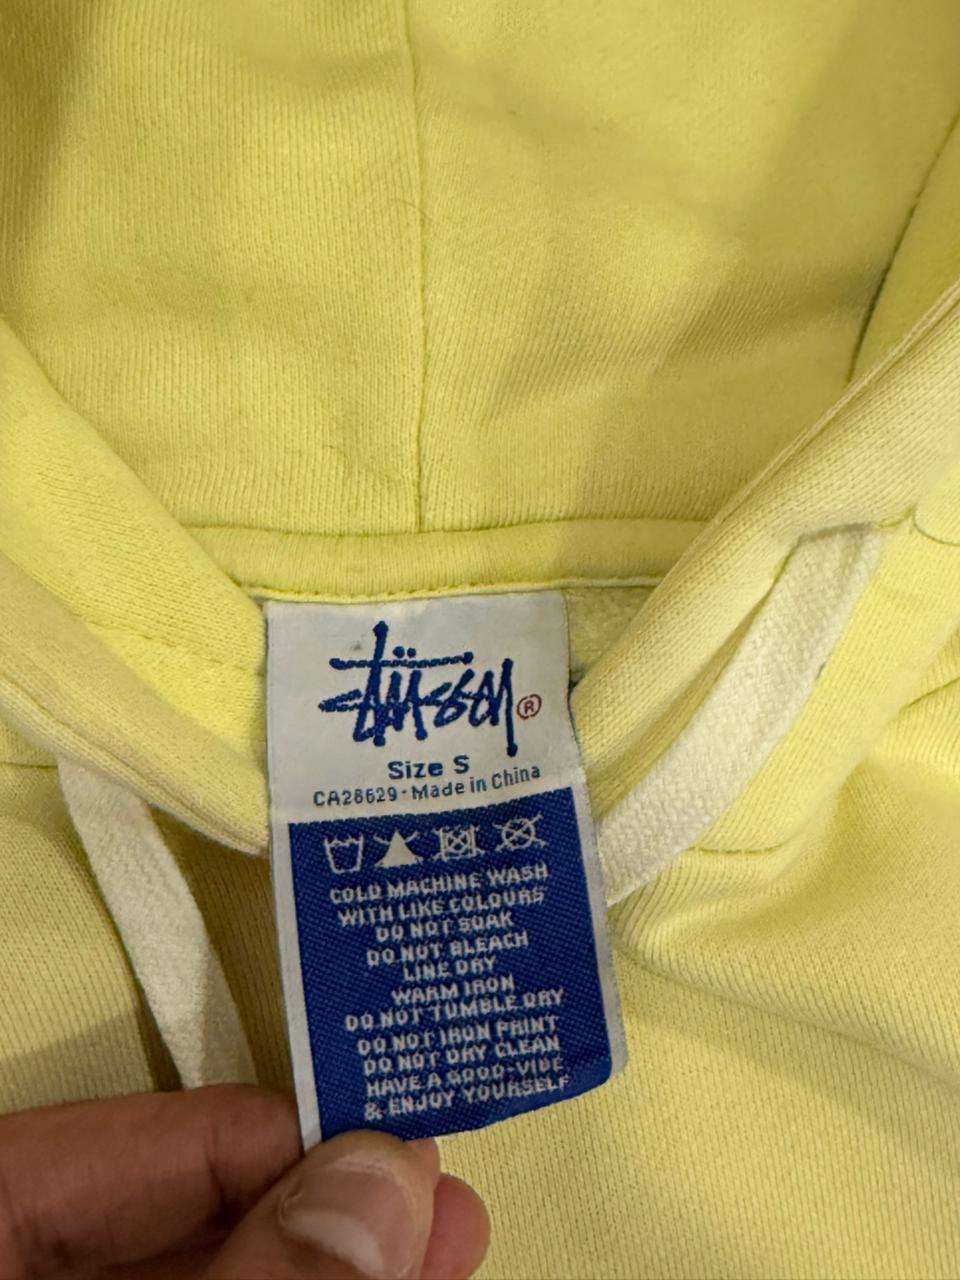 Stüssy ®
Size S
CA28629 · Made in China
COLD MACHINE WASH
WITH LIKE COLOURS
DO NOT SOAK
DO NOT BLEACH
LINE DRY
WARM IRON
DO NOT TUMBLE DRY
DO NOT IRON PRINT
DO NOT DRY CLEAN
HAVE A GOOD-VIBE
& ENJOY YOURSELF